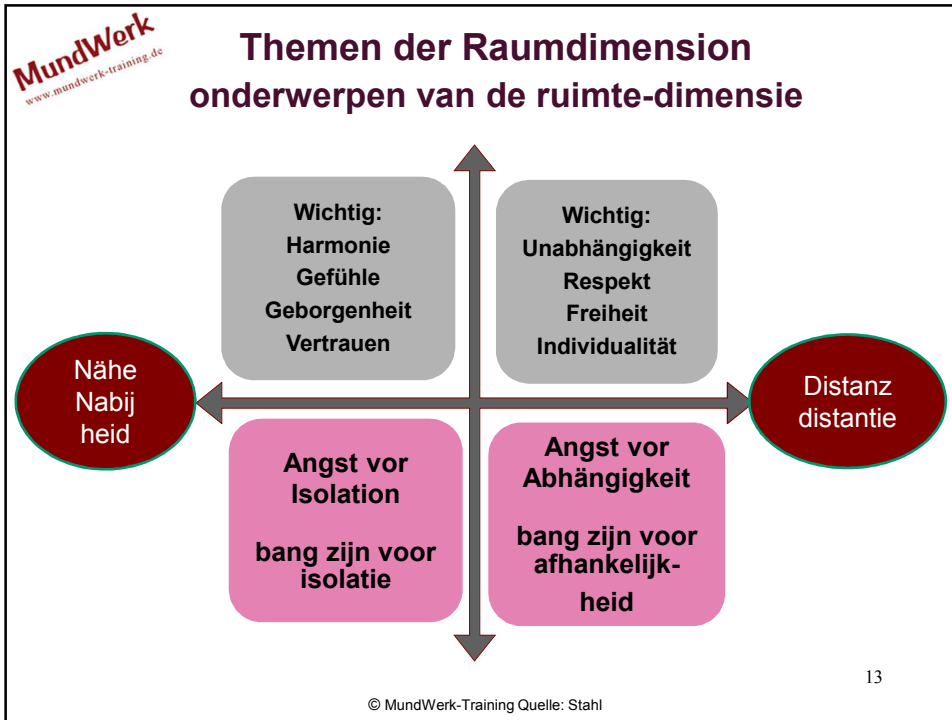 MundWerk
www.mundwerk-training.de
Themen der Raumdimension
onderwerpen van de ruimte-dimensie
Wichtig:
Harmonie
Gefühle
Geborgenheit
Vertrauen
Wichtig:
Unabhängigkeit
Respekt
Freiheit
Individualität
Nähe
Nabij
heid
Distanz
distantie
Angst vor
Isolation
bang zijn voor
isolatie
Angst vor
Abhängigkeit
bang zijn voor
afhankelijk-
heid
13
© MundWerk-Training Quelle: Stahl